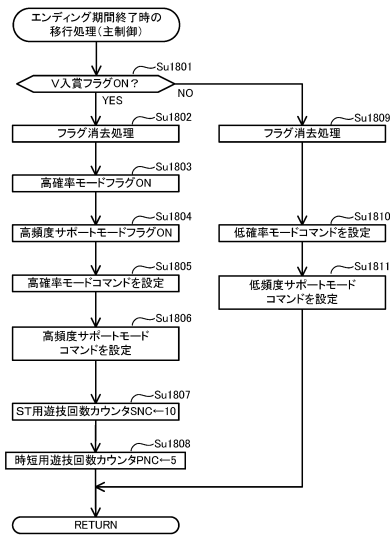 エンディング期間終了時の
移行処理(主制御)
Su1801
V入賞フラグON?
YES
NO
Su1802
フラグ消去処理
Su1803
高確率モードフラグON
Su1804
高頻度サポートモードフラグON
Su1805
高確率モードコマンドを設定
Su1806
高頻度サポートモード
コマンドを設定
Su1807
ST用遊技回数カウンタSNC←10
Su1808
時短用遊技回数カウンタPNC←5
Su1809
フラグ消去処理
Su1810
低確率モードコマンドを設定
Su1811
低頻度サポートモード
コマンドを設定
RETURN